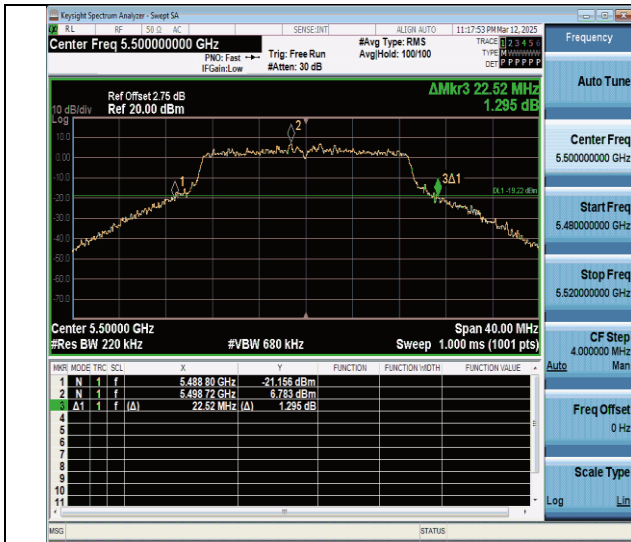 Keysight Spectrum Analyzer - Swept SA
RL RF 50 Ω AC SENSE:INT ALIGN AUTO 11:17:53 PM Mar 12, 2025
Center Freq 5.500000000 GHz
PNO: Fast
IFGain:Low
Trig: Free Run
#Atten: 30 dB
#Avg Type: RMS
Avg|Hold: 100/100
TRACE 1 2 3 4 5 6
TYPE M
DET P P P P P P
Frequency
Auto Tune
Center Freq
5.500000000 GHz
Start Freq
5.480000000 GHz
Stop Freq
5.520000000 GHz
CF Step
4.000000 MHz
Auto Man
Freq Offset
0 Hz
Scale Type
Log Lin
ΔMkr3 22.52 MHz
1.295 dB
Ref Offset 2.75 dB
10 dB/div Ref 20.00 dBm
Log
10.0
0.00
-10.0
-20.0
-30.0
-40.0
-50.0
-60.0
-70.0
1
2
3Δ1
DL1 -19.22 dBm
Center 5.50000 GHz Span 40.00 MHz
#Res BW 220 kHz #VBW 680 kHz Sweep 1.000 ms (1001 pts)
MKR MODE TRC SCL X Y FUNCTION FUNCTION WIDTH FUNCTION VALUE
1 N 1 f 5.488 80 GHz -21.156 dBm
2 N 1 f 5.498 72 GHz 6.783 dBm
3 Δ1 1 f (Δ) 22.52 MHz (Δ) 1.295 dB
4
5
6
7
8
9
10
11
MSG STATUS